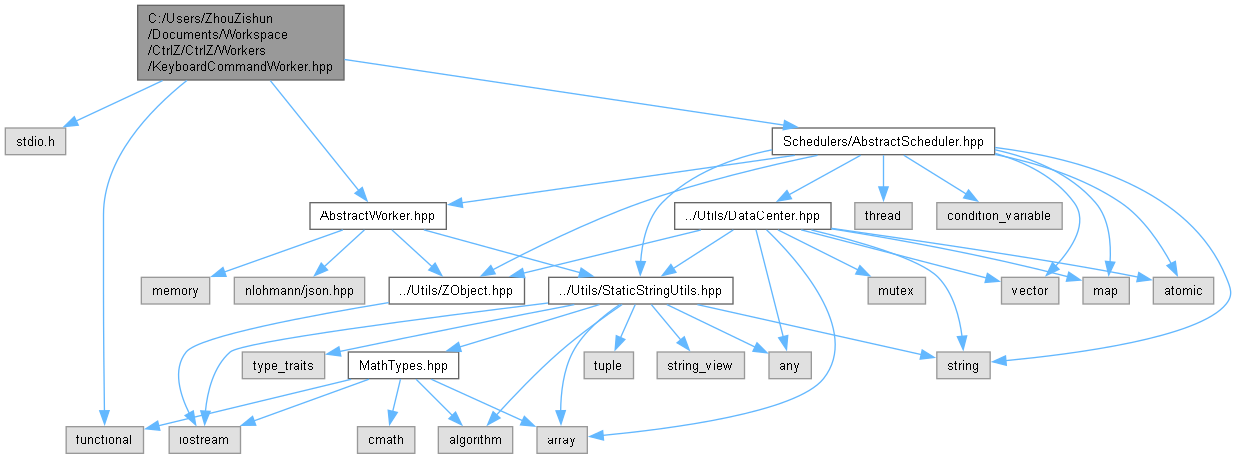 C:/Users/ZhouZishun
/Documents/Workspace
/CtrlZ/CtrlZ/Workers
/KeyboardCommandWorker.hpp
stdio.h
Schedulers/AbstractScheduler.hpp
AbstractWorker.hpp
../Utils/DataCenter.hpp
thread
condition_variable
memory
nlohmann/json.hpp
../Utils/ZObject.hpp
../Utils/StaticStringUtils.hpp
mutex
vector
map
atomic
type_traits
MathTypes.hpp
tuple
string_view
any
string
functional
iostream
cmath
algorithm
array